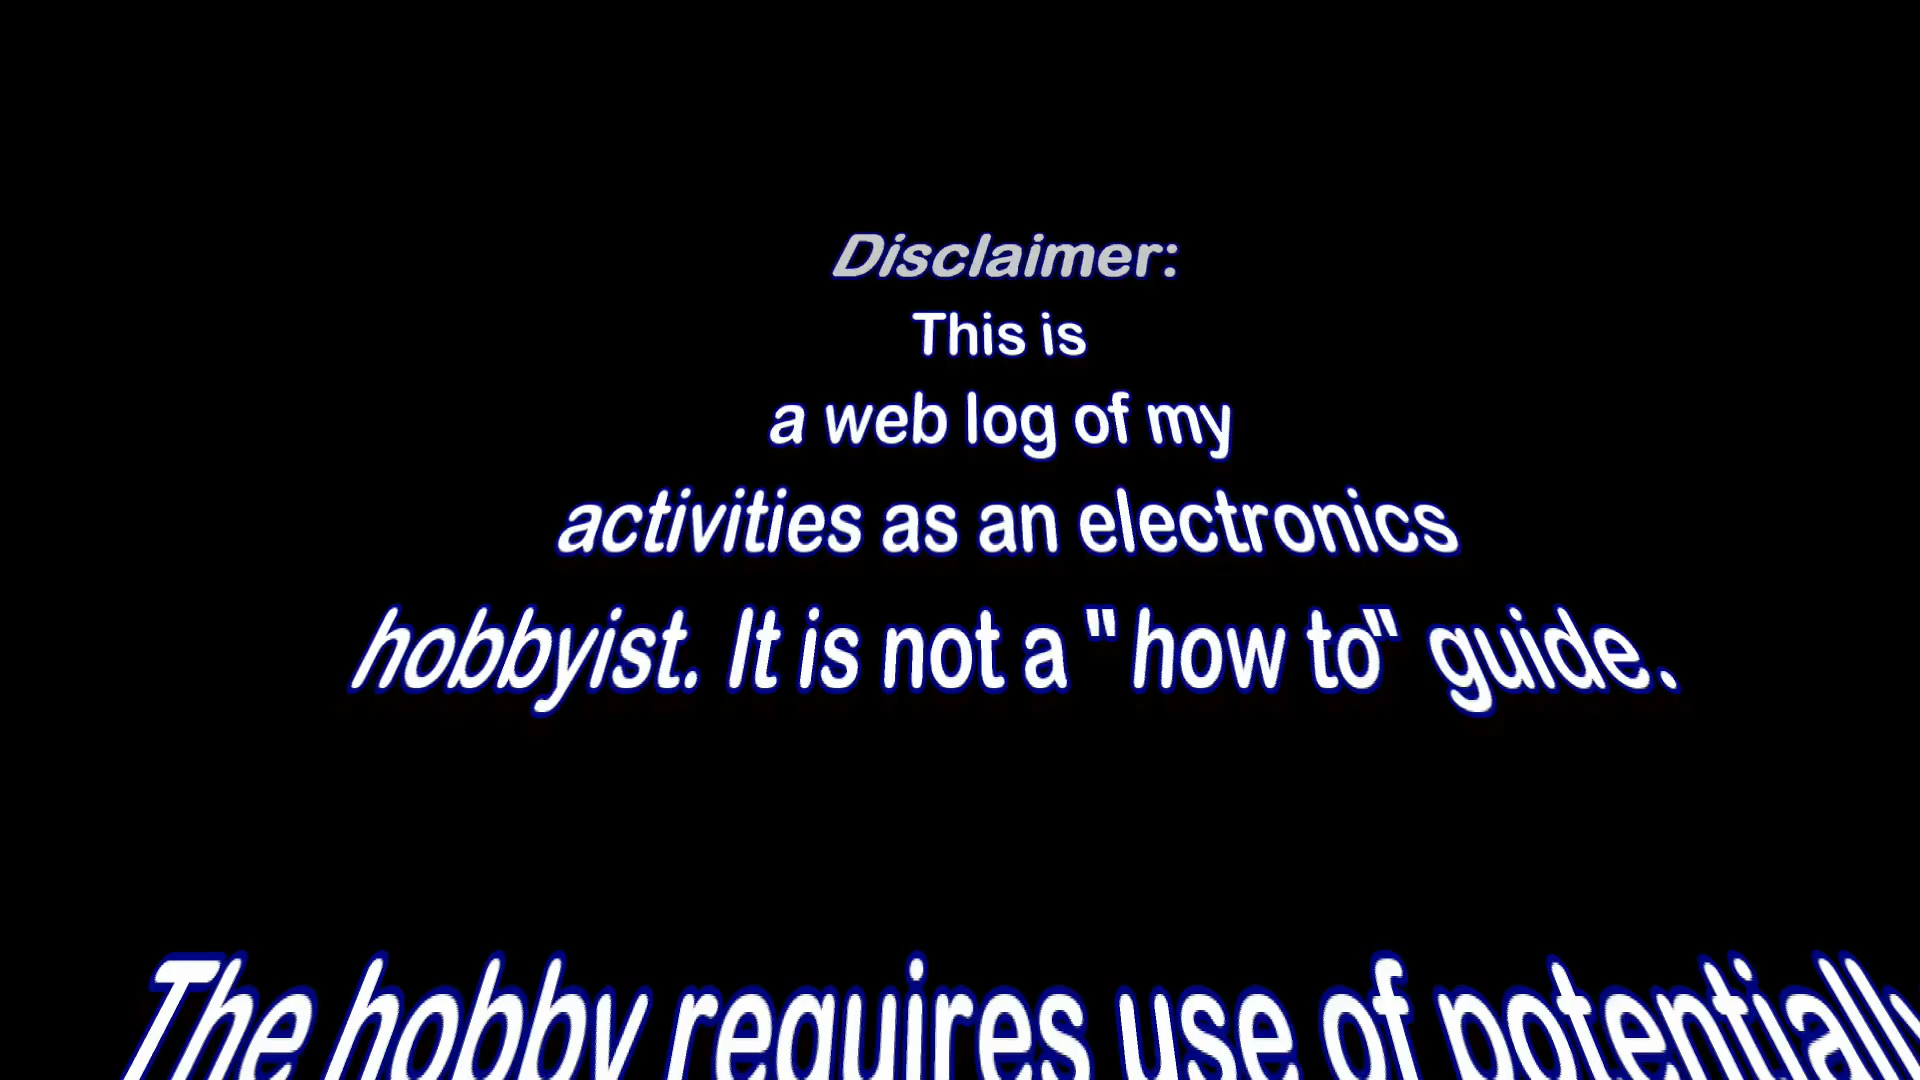 Disclaimer:
This is
a web log of my
activities as an electronics
hobbyist. It is not a "how to" guide.
The hobby requires use of potentially